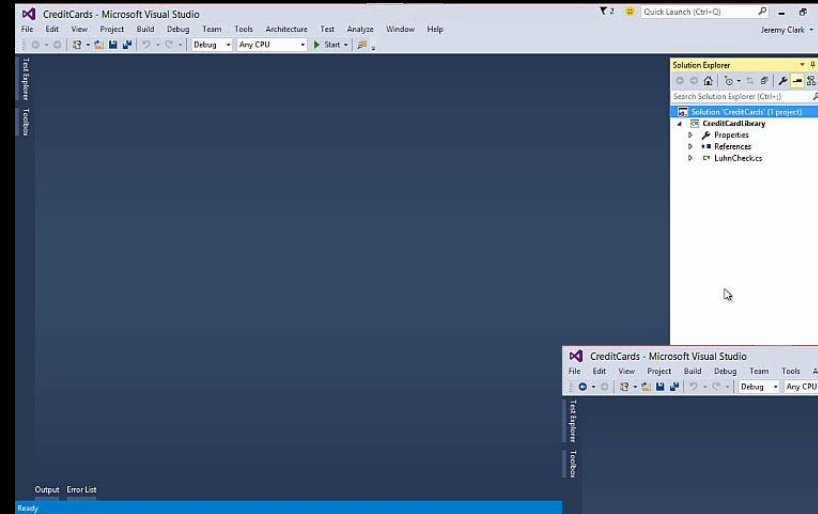 CreditCards - Microsoft Visual Studio
2 Quick Launch (Ctrl+Q)
File Edit View Project Build Debug Team Tools Architecture Test Analyze Window Help
Jeremy Clark
Debug Any CPU Start
Test Explorer
Toolbox
Solution Explorer
Search Solution Explorer (Ctrl+;)
Solution 'CreditCards' (1 project)
CreditCardLibrary
Properties
References
C# LuhnCheck.cs
CreditCards - Microsoft Visual Studio
File Edit View Project Build Debug Team Tools A
Debug Any CPU
Test Explorer
Toolbox
Output Error List
Ready